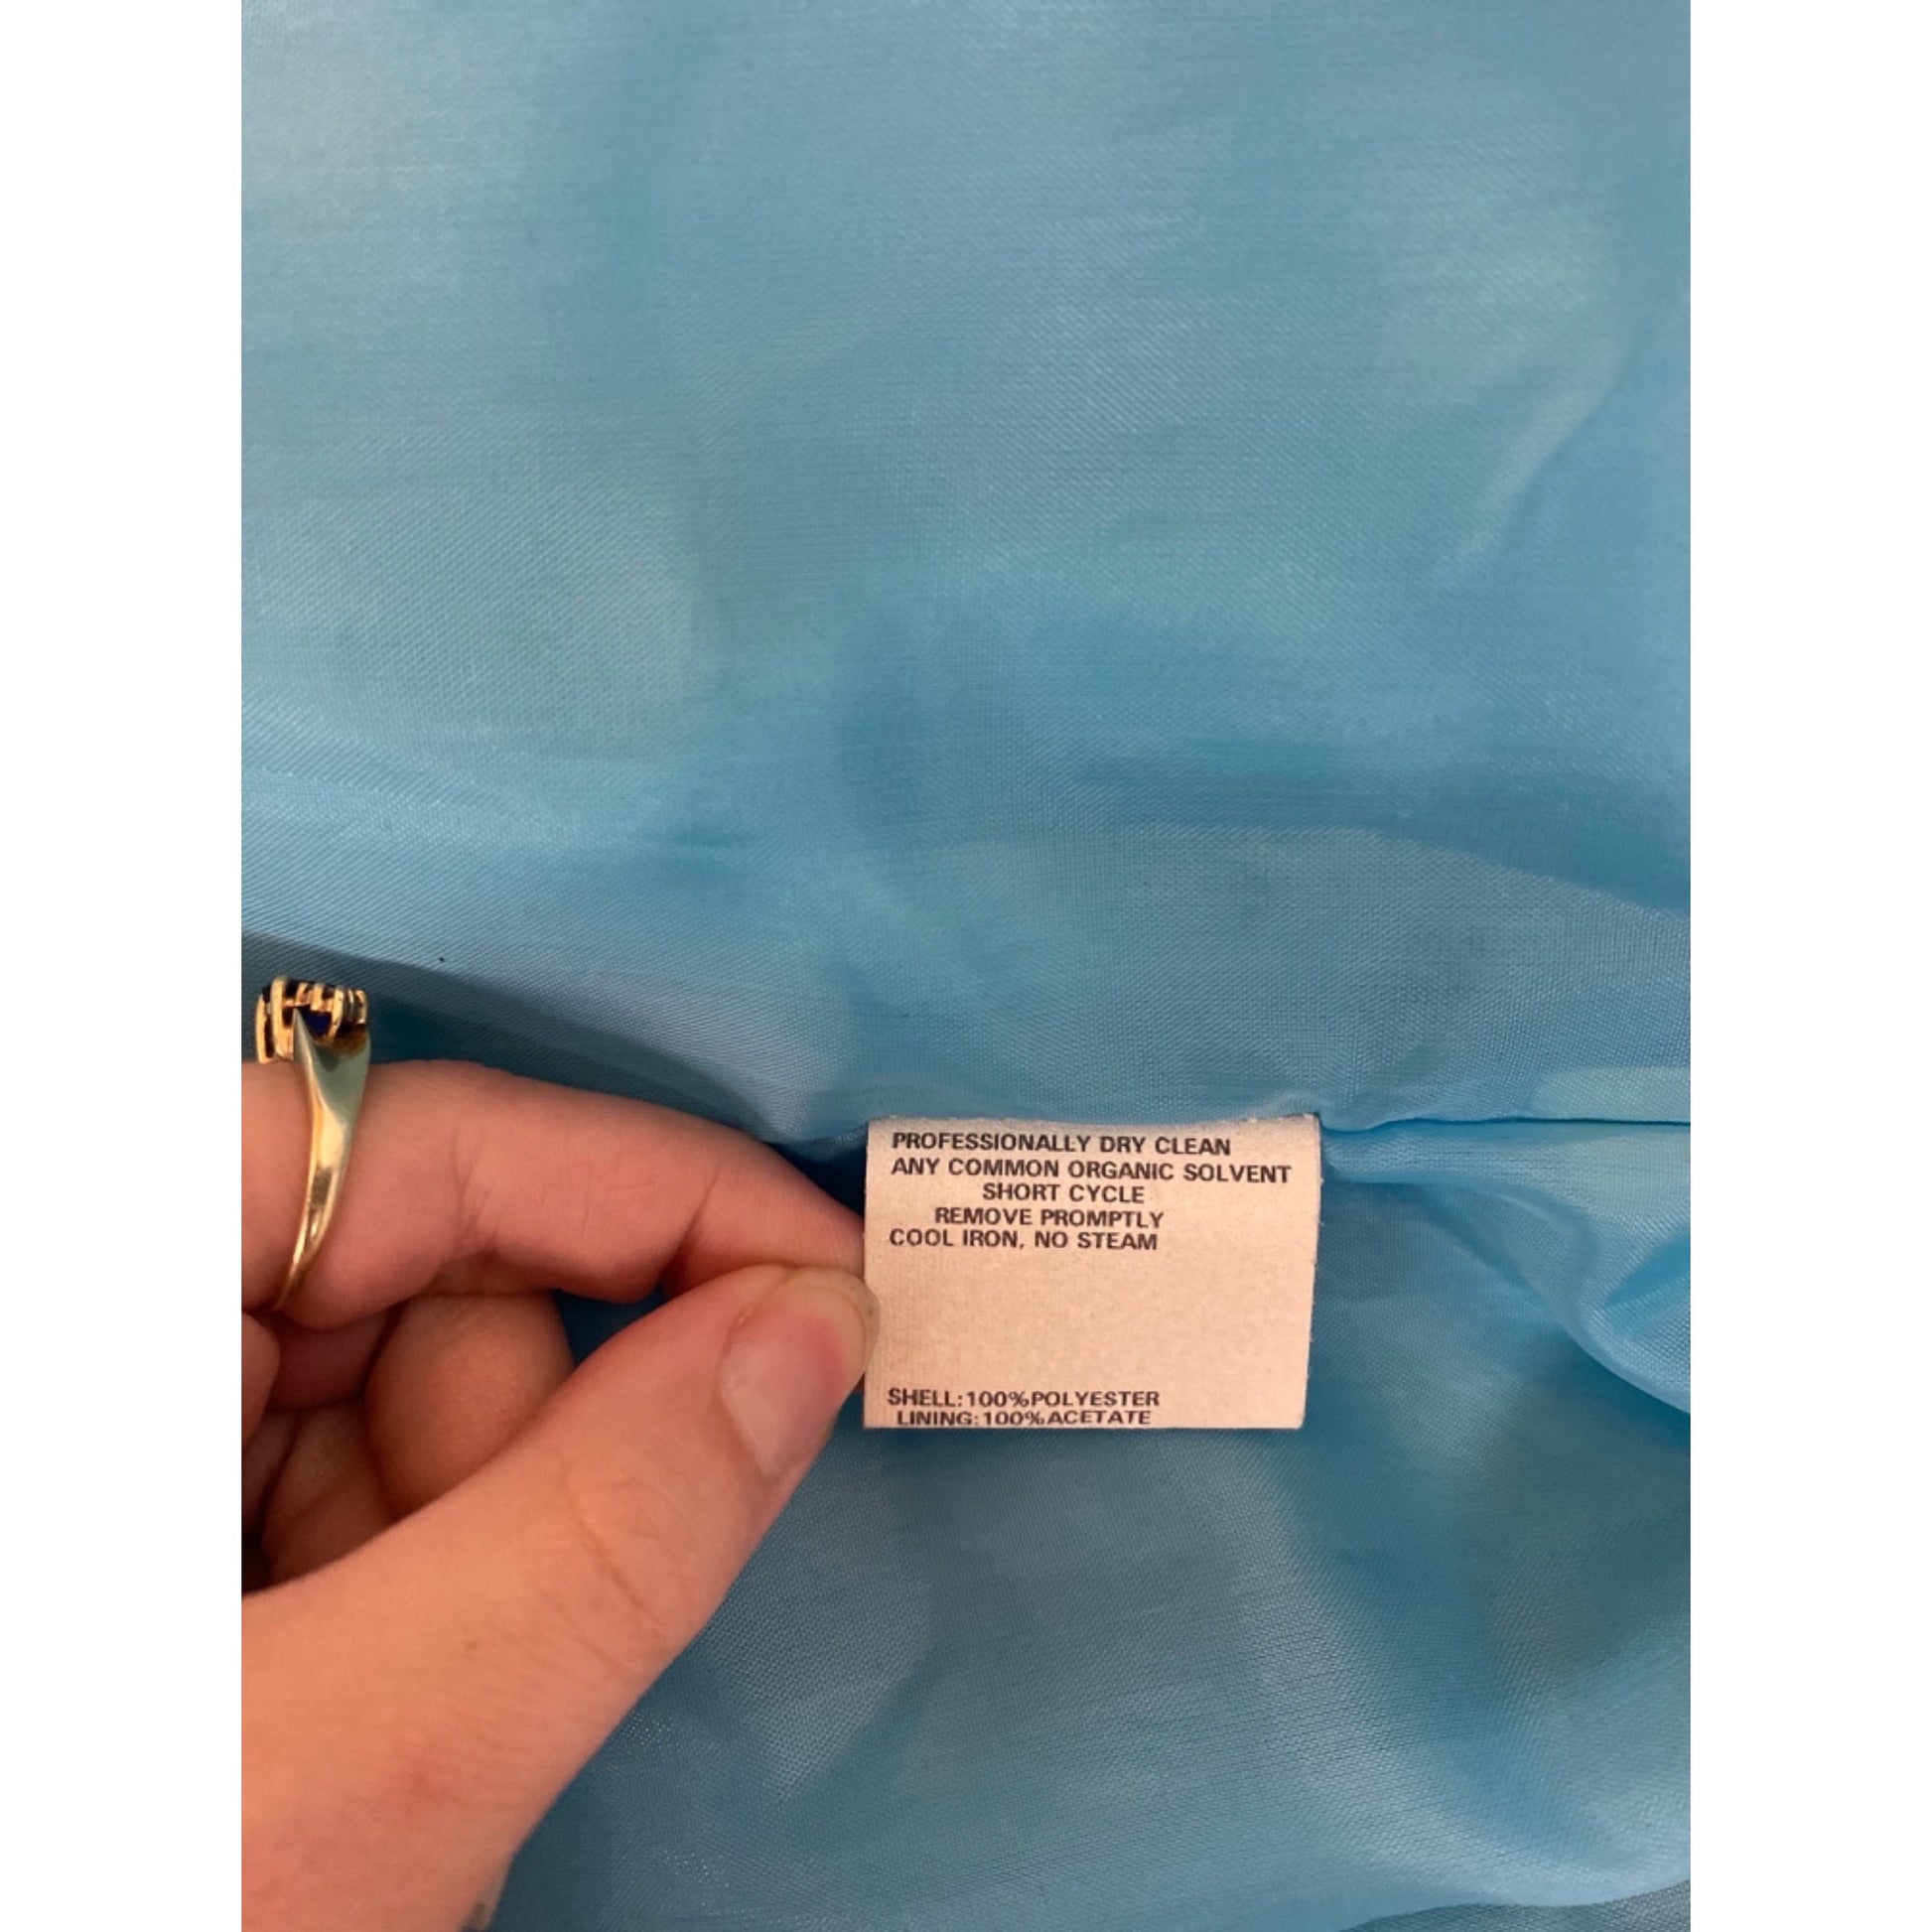 PROFESSIONALLY DRY CLEAN
ANY COMMON ORGANIC SOLVENT
SHORT CYCLE
REMOVE PROMPTLY
COOL IRON, NO STEAM
SHELL:100%POLYESTER
LINING:100%ACETATE